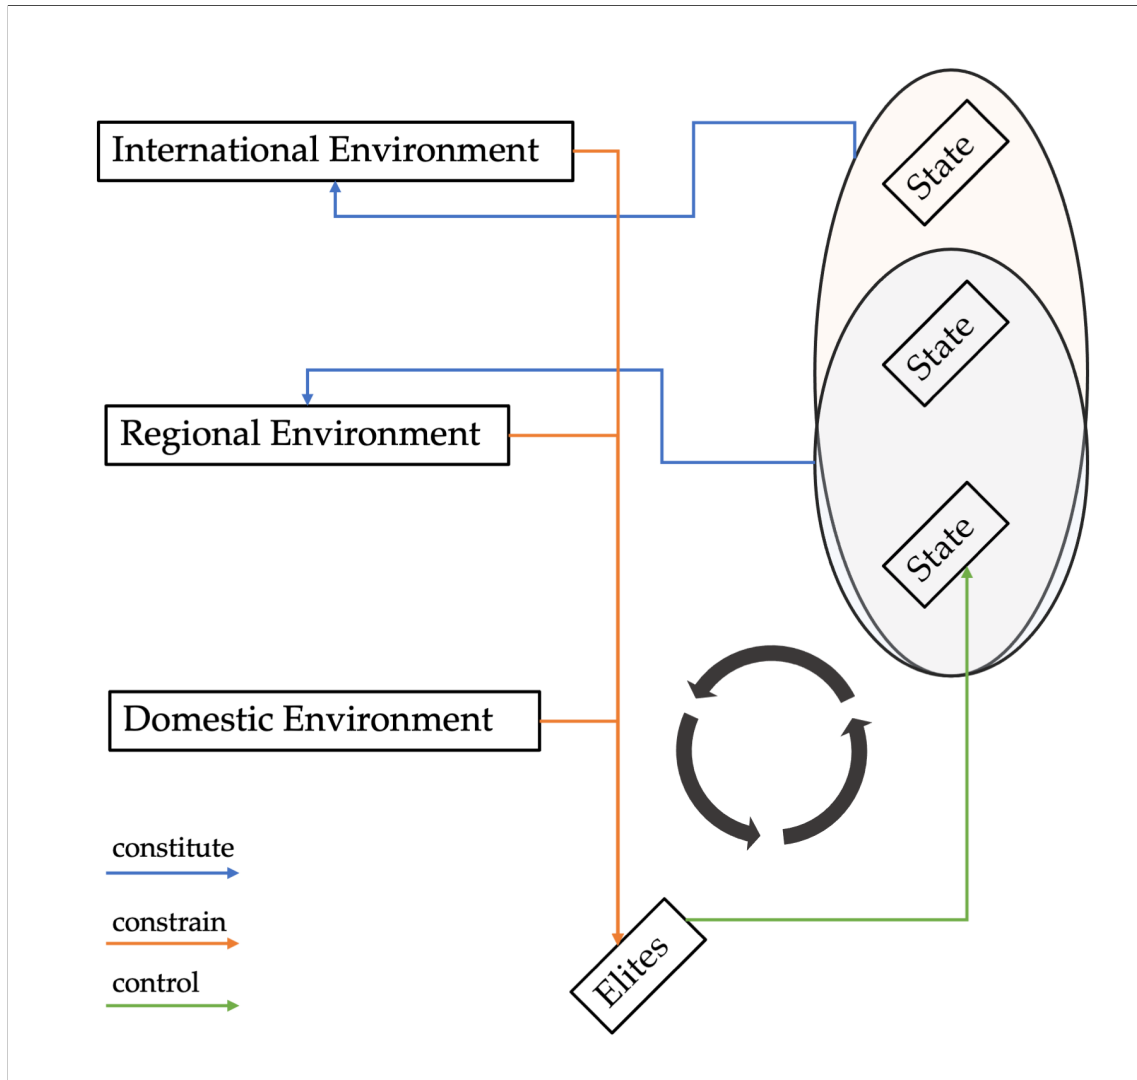 International Environment
State
State
Regional Environment
State
Domestic Environment
constitute
constrain
control
Elites